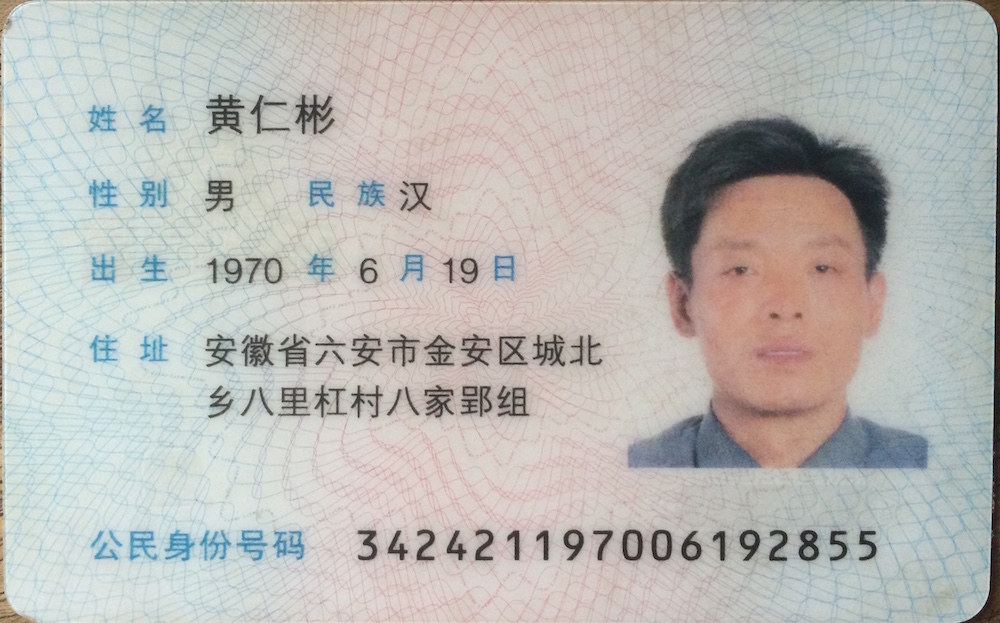 姓名 黄仁彬
性别 男 民族 汉
出生 1970 年 6 月 19 日
住址 安徽省六安市金安区城北
乡八里杠村八家郢组
公民身份号码 342421197006192855